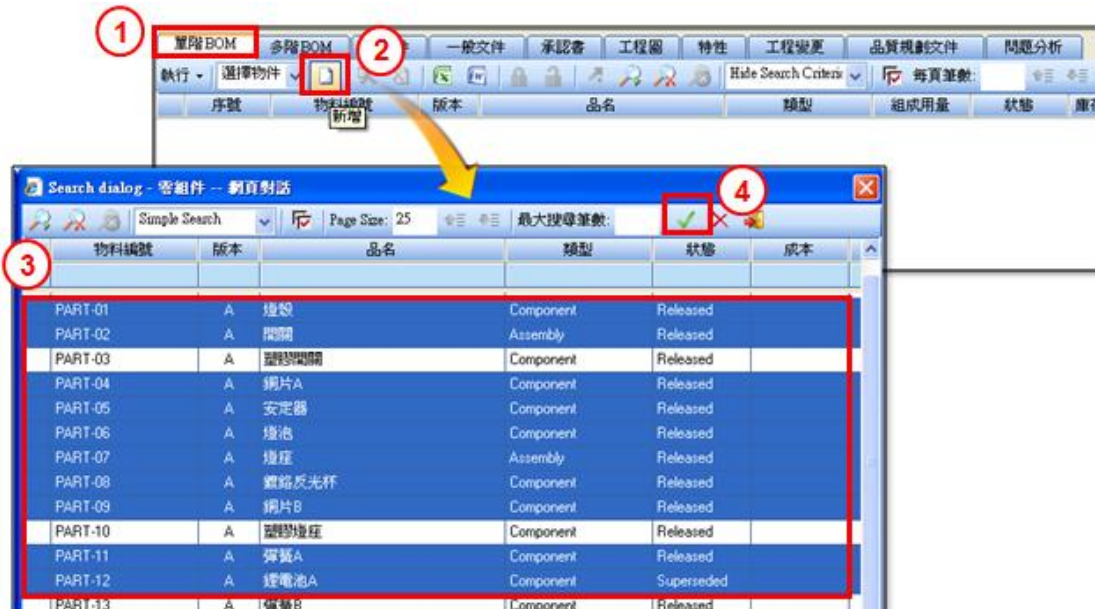 1
單階BOM 多階BOM 2 件 一般文件 承認書 工程圖 特性 工程變更 品質規劃文件 問題分析
執行 選擇物件 Hide Search Criteria 每頁筆數:
序號 物料編號 版本 品名 類型 組成用量 狀態 庫存
新增
Search dialog - 零組件 -- 網頁對話
4
Simple Search Page Size: 25 最大搜尋筆數:
3
物料編號 版本 品名 類型 狀態 成本
PART-01 A 燈殼 Component Released
PART-02 A 開關 Assembly Released
PART-03 A 塑膠開關 Component Released
PART-04 A 銅片A Component Released
PART-05 A 安定器 Component Released
PART-06 A 燈泡 Component Released
PART-07 A 燈座 Assembly Released
PART-08 A 鍍鉻反光杯 Component Released
PART-09 A 銅片B Component Released
PART-10 A 塑膠燈座 Component Released
PART-11 A 彈簧A Component Released
PART-12 A 鋰電池A Component Superseded
PART-13 A 彈簧B Component Released